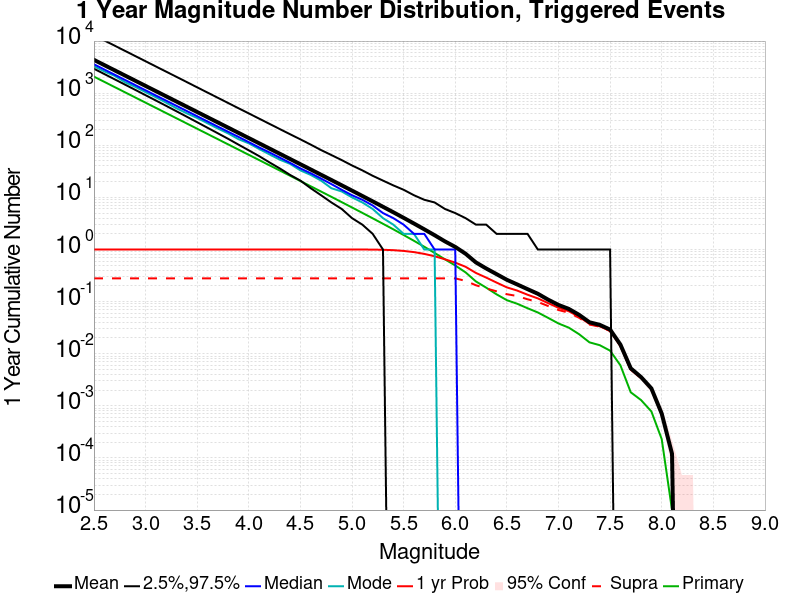 1 Year Magnitude Number Distribution, Triggered Events
1 Year Cumulative Number
10^4
10^3
10^2
10^1
10^0
10^-1
10^-2
10^-3
10^-4
10^-5
2.5 3.0 3.5 4.0 4.5 5.0 5.5 6.0 6.5 7.0 7.5 8.0 8.5 9.0
Magnitude
Mean 2.5%,97.5% Median Mode 1 yr Prob 95% Conf Supra Primary